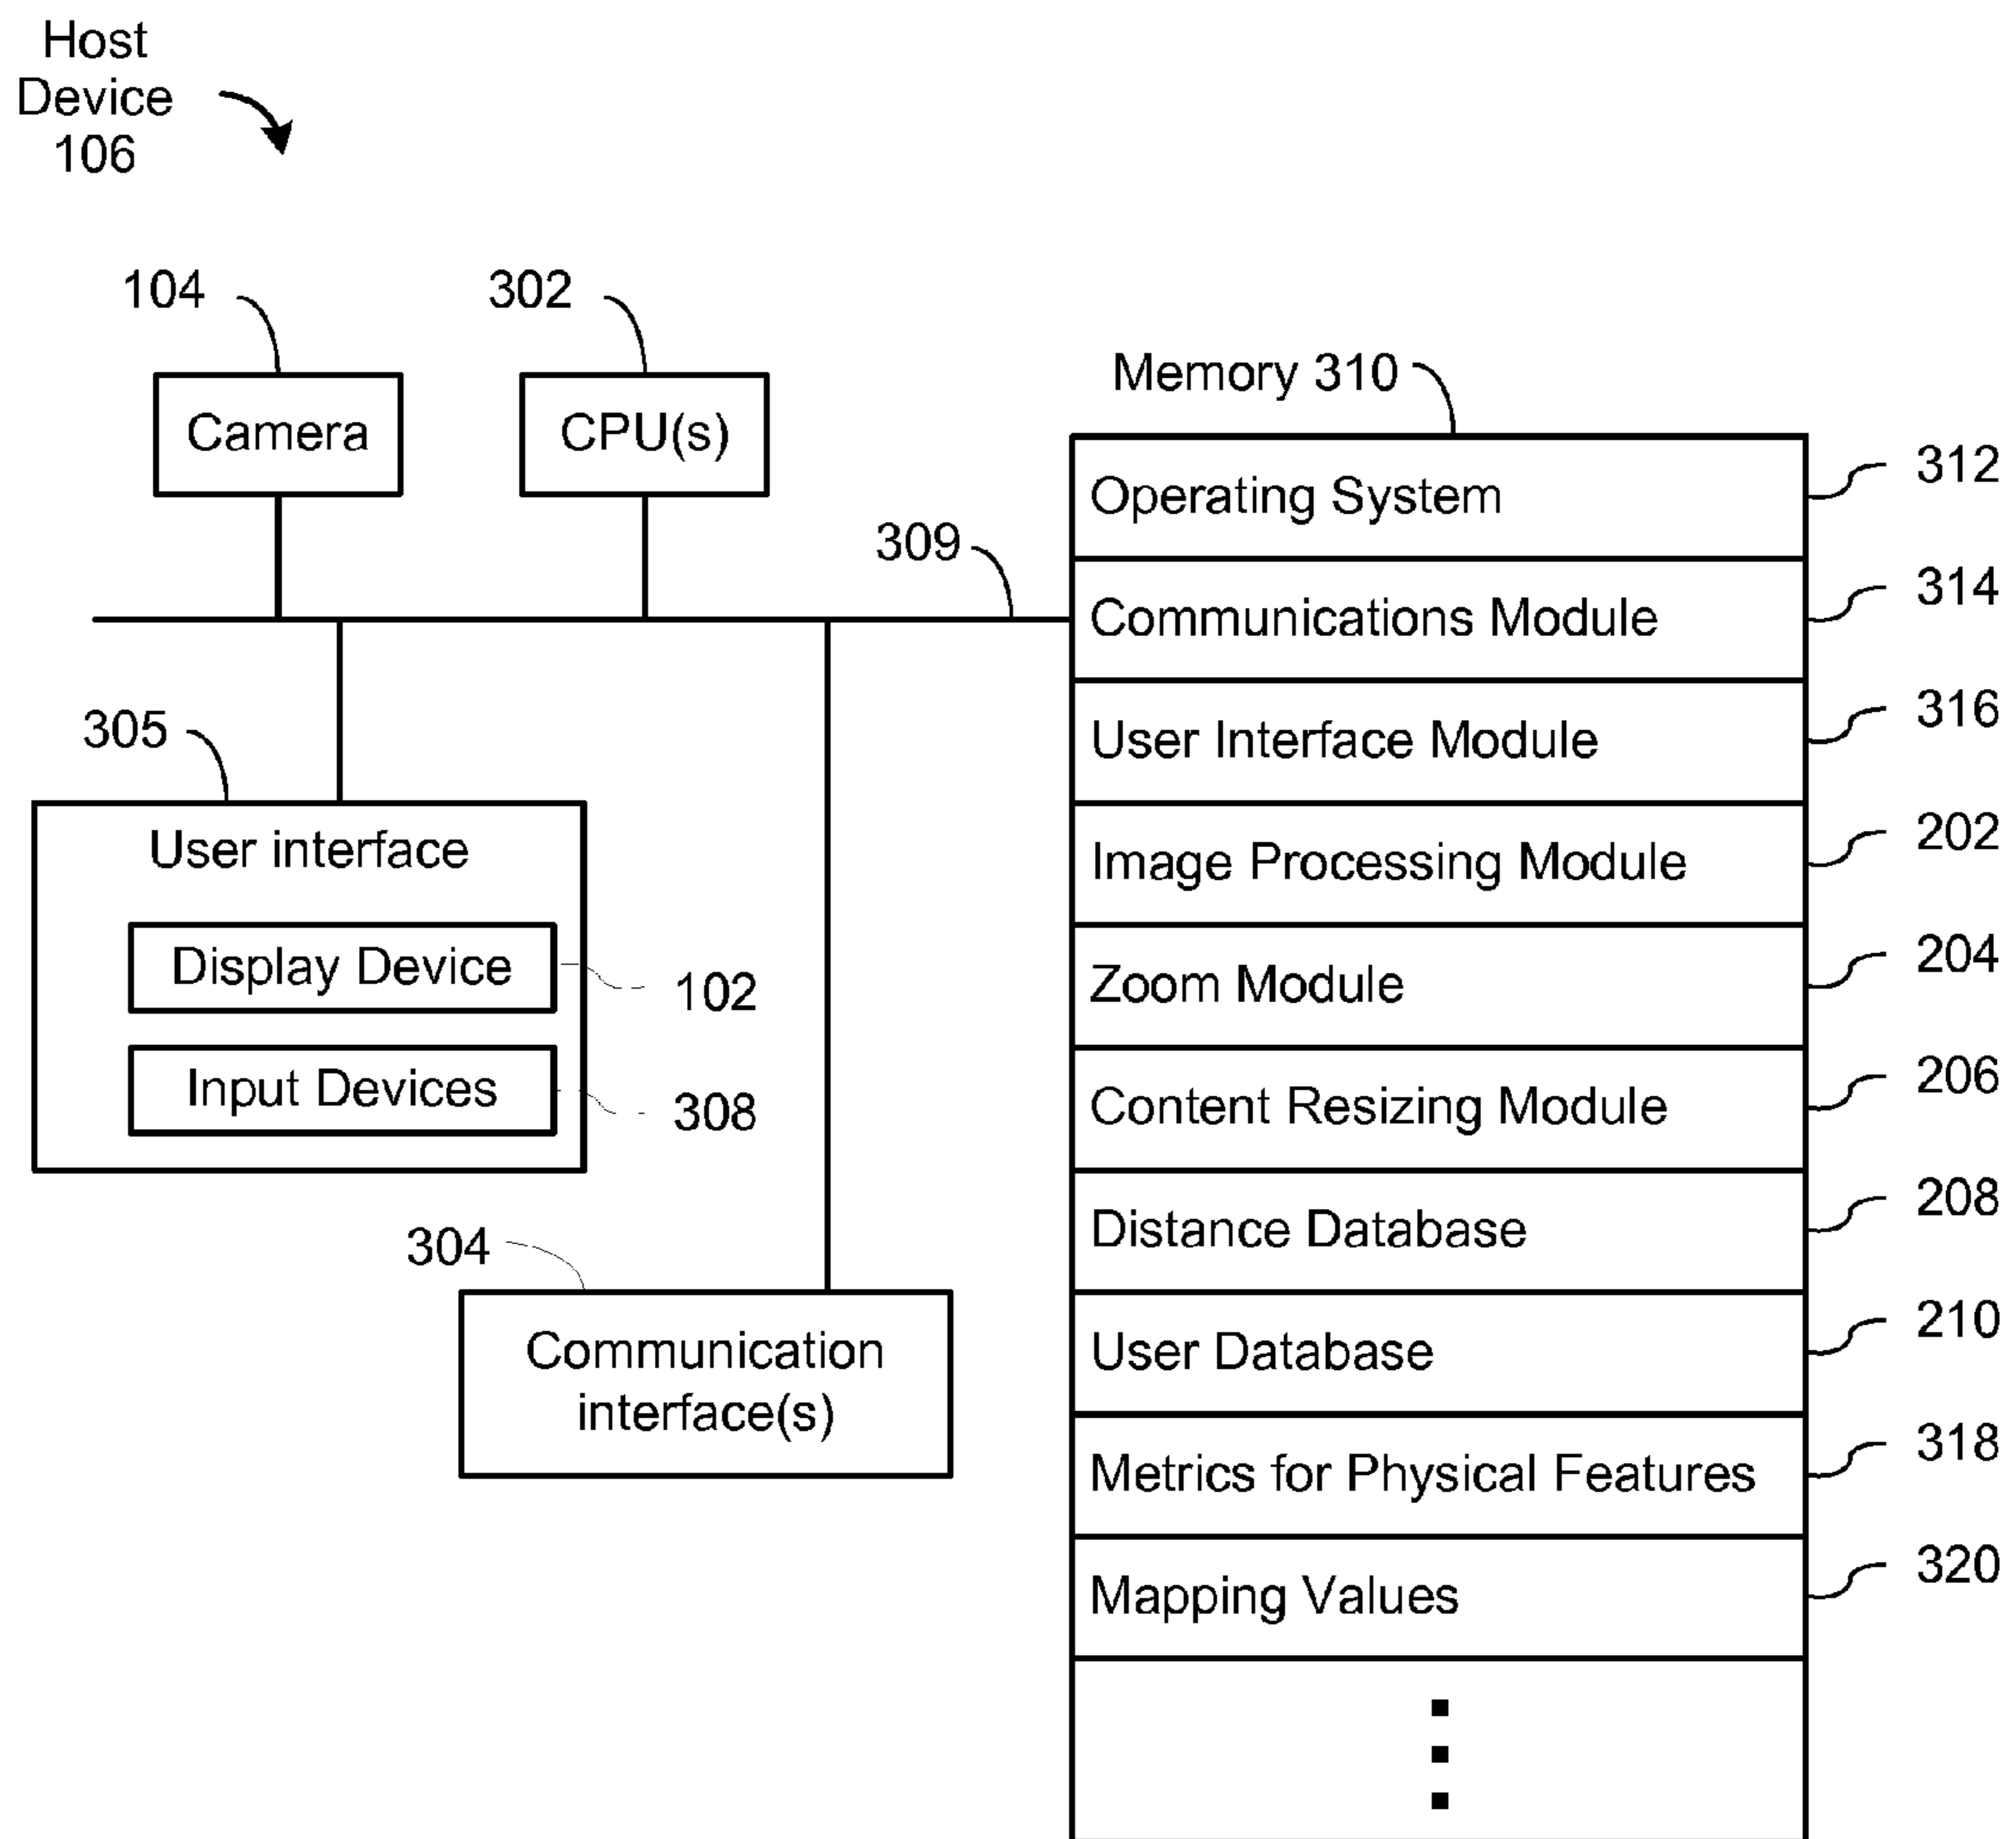 Host
Device
106
104
302
Camera
CPU(s)
309
305
User interface
Display Device
102
Input Devices
308
304
Communication
interface(s)
Memory 310
Operating System
312
Communications Module
314
User Interface Module
316
Image Processing Module
202
Zoom Module
204
Content Resizing Module
206
Distance Database
208
User Database
210
Metrics for Physical Features
318
Mapping Values
320